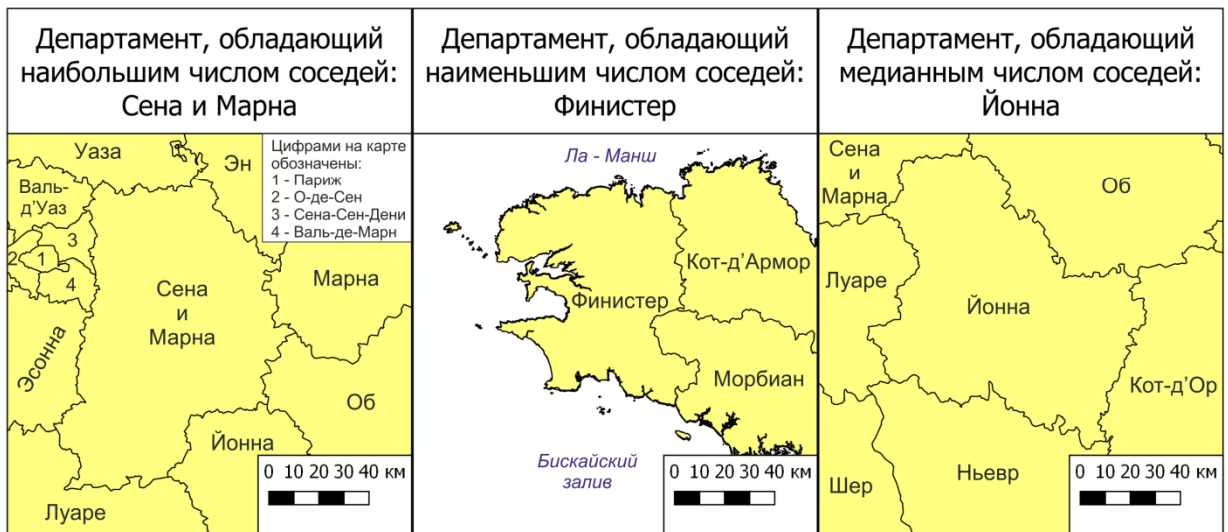 Департамент, обладающий
наибольшим числом соседей:
Сена и Марна
Уаза
Эн
Цифрами на карте
обозначены:
1 - Париж
2 - О-де-Сен
3 - Сена-Сен-Дени
4 - Валь-де-Марн
Валь-
д'Уаз
3
2
1
4
Марна
Сена
и
Марна
Эсонна
Об
Йонна
Луаре
0 10 20 30 40 км
Департамент, обладающий
наименьшим числом соседей:
Финистер
Ла - Манш
Кот-д'Армор
Финистер
Морбиан
Бискайский
залив
0 10 20 30 40 км
Департамент, обладающий
медианным числом соседей:
Йонна
Сена
и
Марна
Об
Луаре
Йонна
Кот-д'Ор
Шер
Ньевр
0 10 20 30 40 км